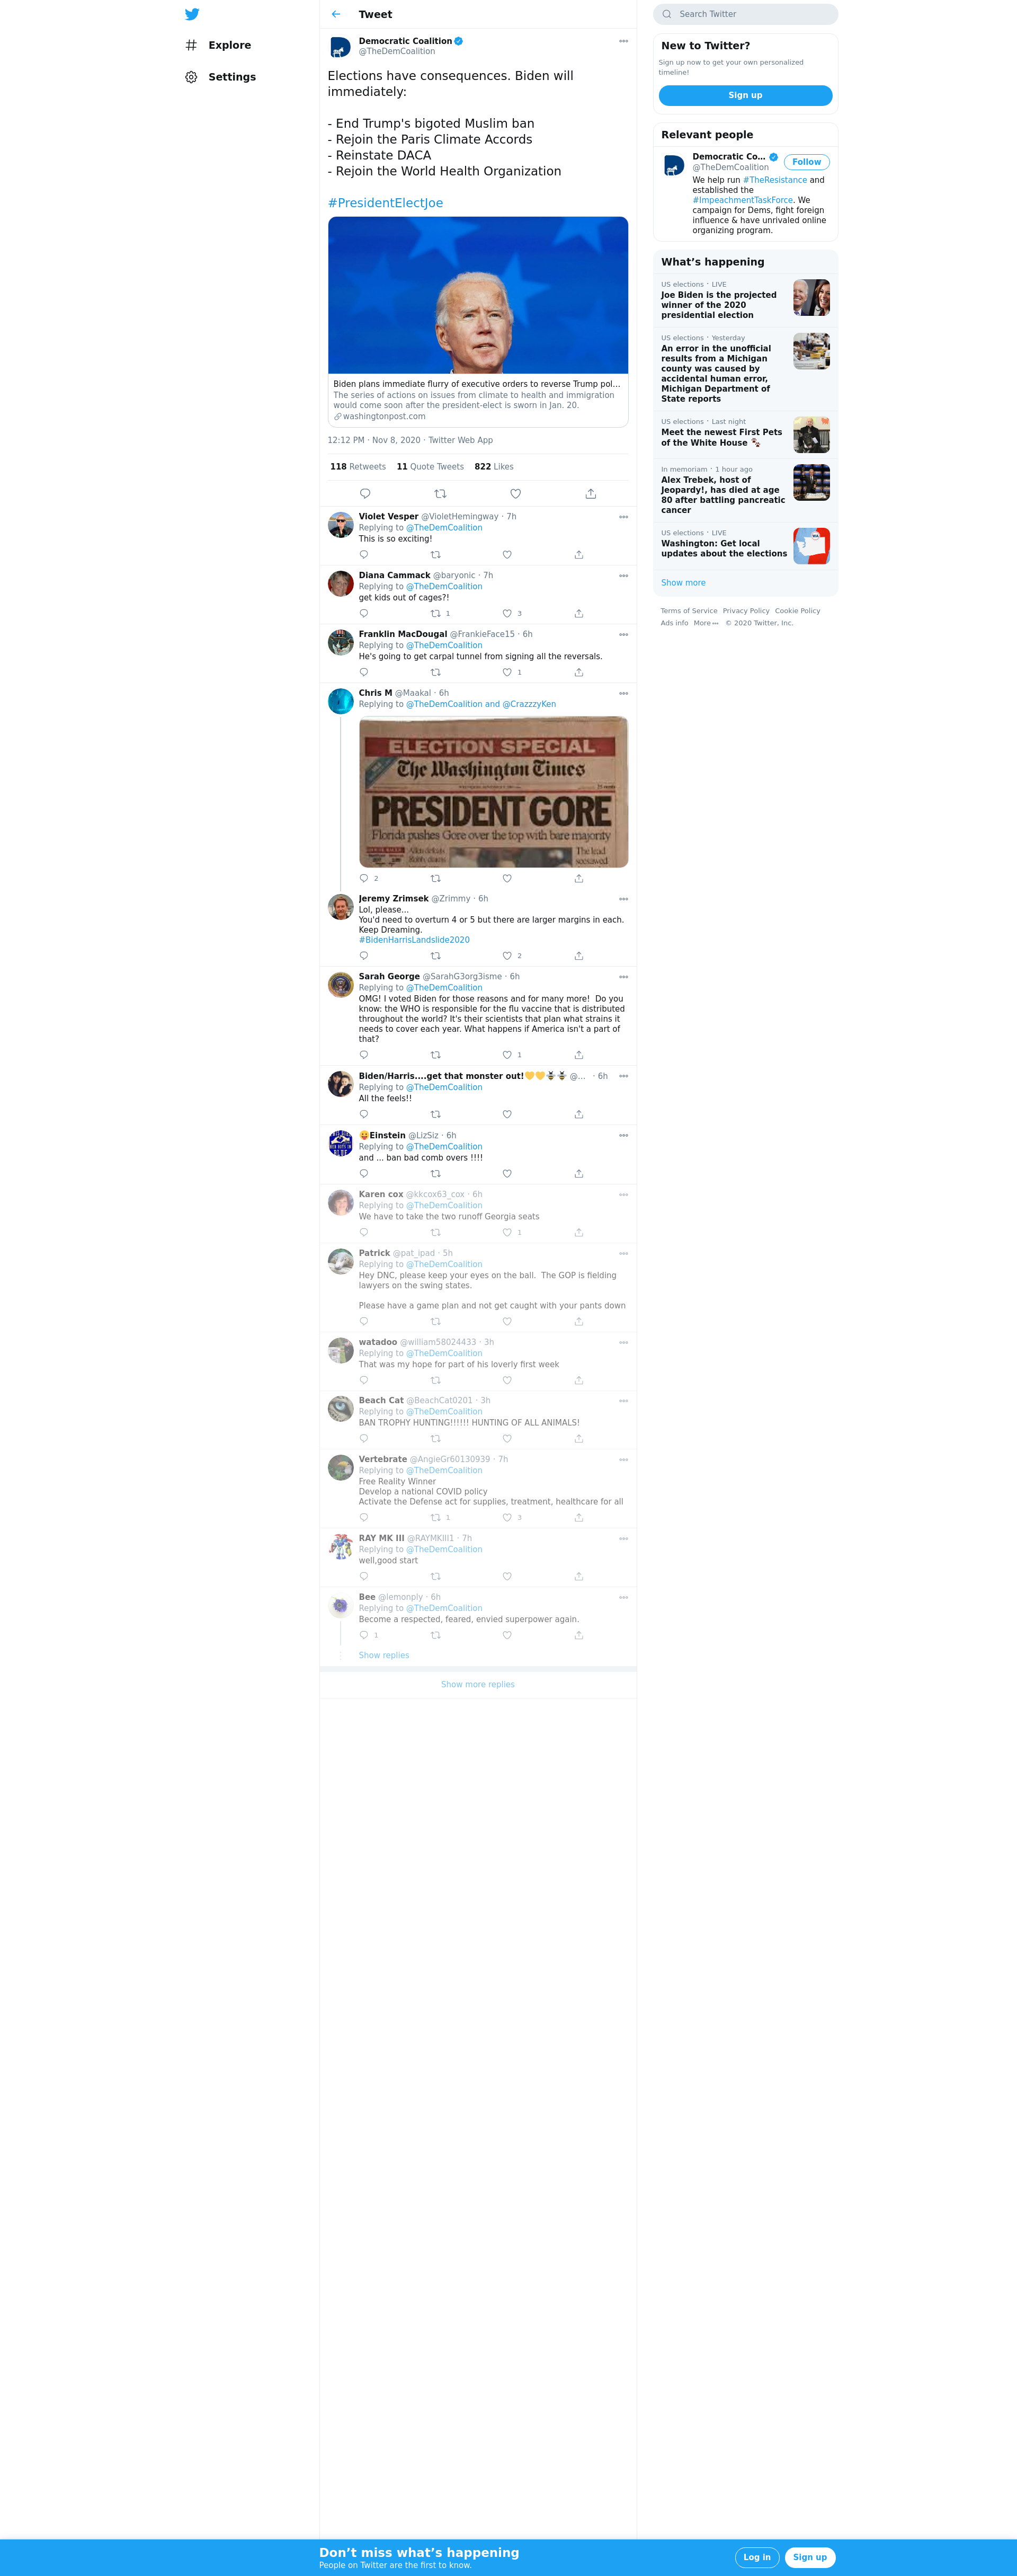 Explore
Settings
Tweet
Democratic Coalition
@TheDemCoalition
Elections have consequences. Biden will
immediately:
- End Trump's bigoted Muslim ban
- Rejoin the Paris Climate Accords
- Reinstate DACA
- Rejoin the World Health Organization
#PresidentElectJoe
Biden plans immediate flurry of executive orders to reverse Trump pol...
The series of actions on issues from climate to health and immigration
would come soon after the president-elect is sworn in Jan. 20.
washingtonpost.com
12:12 PM · Nov 8, 2020 · Twitter Web App
118 Retweets 11 Quote Tweets 822 Likes
Violet Vesper @VioletHemingway · 7h
Replying to @TheDemCoalition
This is so exciting!
Diana Cammack @baryonic · 7h
Replying to @TheDemCoalition
get kids out of cages?!
1 3
Franklin MacDougal @FrankieFace15 · 6h
Replying to @TheDemCoalition
He's going to get carpal tunnel from signing all the reversals.
1
Chris M @Maakal · 6h
Replying to @TheDemCoalition and @CrazzzyKen
ELECTION SPECIAL
The Washington Times
PRESIDENT GORE
Florida pushes Gore over the top with bare majority
The lead
seesawed
2
Jeremy Zrimsek @Zrimmy · 6h
Lol, please...
You'd need to overturn 4 or 5 but there are larger margins in each.
Keep Dreaming.
#BidenHarrisLandslide2020
2
Sarah George @SarahG3org3isme · 6h
Replying to @TheDemCoalition
OMG! I voted Biden for those reasons and for many more!  Do you
know: the WHO is responsible for the flu vaccine that is distributed
throughout the world? It's their scientists that plan what strains it
needs to cover each year. What happens if America isn't a part of
that?
1
Biden/Harris....get that monster out!💛💛🐝🐝 @... · 6h
Replying to @TheDemCoalition
All the feels!!
😜Einstein @LizSiz · 6h
Replying to @TheDemCoalition
and ... ban bad comb overs !!!!
Karen cox @kkcox63_cox · 6h
Replying to @TheDemCoalition
We have to take the two runoff Georgia seats
1
Patrick @pat_ipad · 5h
Replying to @TheDemCoalition
Hey DNC, please keep your eyes on the ball.  The GOP is fielding
lawyers on the swing states.
Please have a game plan and not get caught with your pants down
watadoo @william58024433 · 3h
Replying to @TheDemCoalition
That was my hope for part of his loverly first week
Beach Cat @BeachCat0201 · 3h
Replying to @TheDemCoalition
BAN TROPHY HUNTING!!!!!! HUNTING OF ALL ANIMALS!
Vertebrate @AngieGr60130939 · 7h
Replying to @TheDemCoalition
Free Reality Winner
Develop a national COVID policy
Activate the Defense act for supplies, treatment, healthcare for all
1 3
RAY MK III @RAYMKIII1 · 7h
Replying to @TheDemCoalition
well,good start
Bee @lemonply · 6h
Replying to @TheDemCoalition
Become a respected, feared, envied superpower again.
1
Show replies
Show more replies
Search Twitter
New to Twitter?
Sign up now to get your own personalized
timeline!
Sign up
Relevant people
Democratic Co...
@TheDemCoalition
Follow
We help run #TheResistance and
established the
#ImpeachmentTaskForce. We
campaign for Dems, fight foreign
influence & have unrivaled online
organizing program.
What's happening
US elections · LIVE
Joe Biden is the projected
winner of the 2020
presidential election
US elections · Yesterday
An error in the unofficial
results from a Michigan
county was caused by
accidental human error,
Michigan Department of
State reports
US elections · Last night
Meet the newest First Pets
of the White House 🐾
In memoriam · 1 hour ago
Alex Trebek, host of
Jeopardy!, has died at age
80 after battling pancreatic
cancer
US elections · LIVE
Washington: Get local
updates about the elections
Show more
Terms of Service Privacy Policy Cookie Policy
Ads info More © 2020 Twitter, Inc.
Don't miss what's happening
People on Twitter are the first to know.
Log in
Sign up